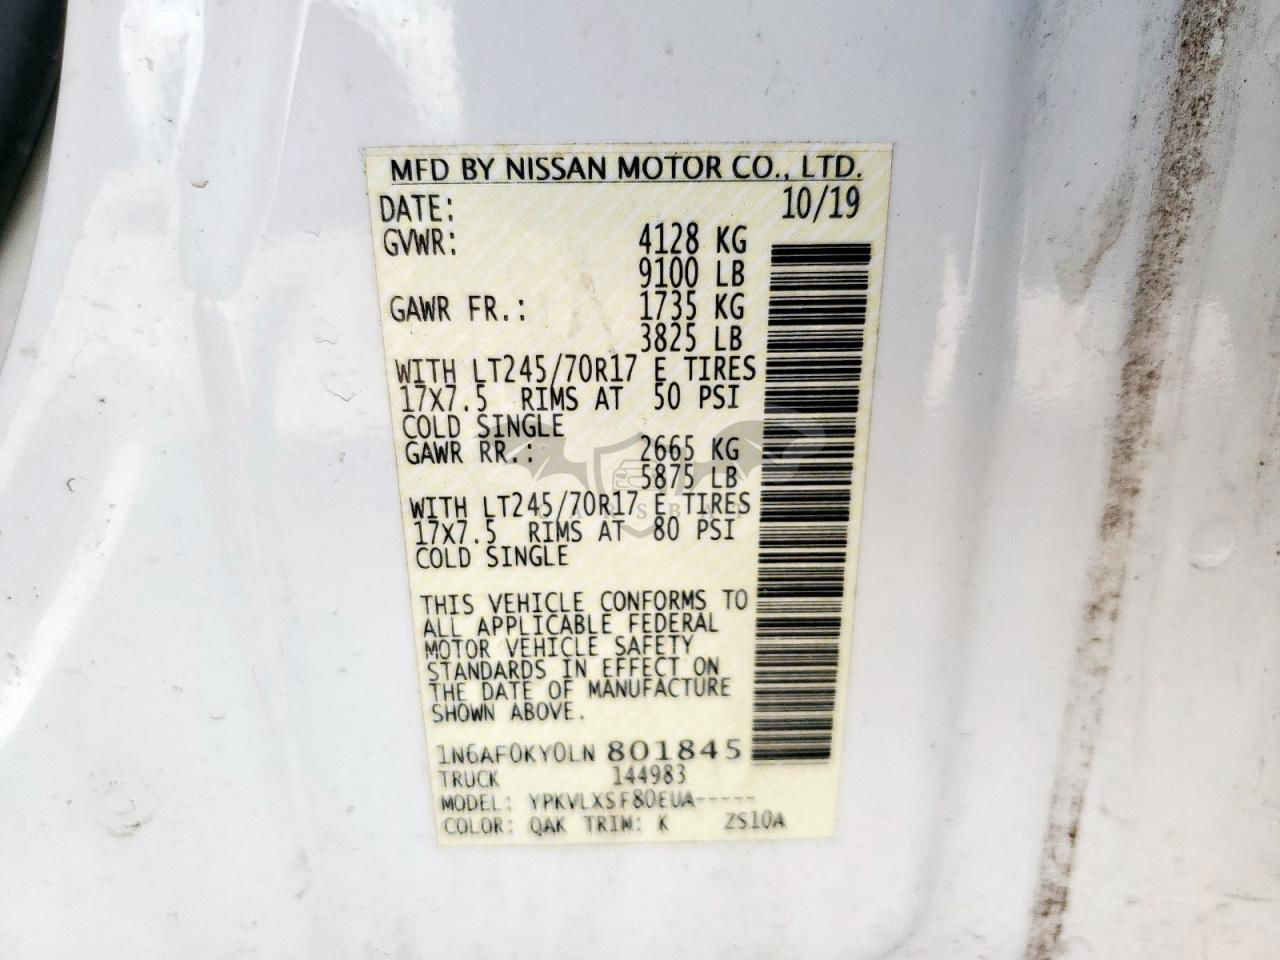 MFD BY NISSAN MOTOR CO., LTD.
DATE: 10/19
GVWR: 4128 KG
9100 LB
GAWR FR.: 1735 KG
3825 LB
WITH LT245/70R17 E TIRES
17X7.5 RIMS AT 50 PSI
COLD SINGLE
GAWR RR.: 2665 KG
5875 LB
WITH LT245/70R17 E TIRES
17X7.5 RIMS AT 80 PSI
COLD SINGLE
THIS VEHICLE CONFORMS TO
ALL APPLICABLE FEDERAL
MOTOR VEHICLE SAFETY
STANDARDS IN EFFECT ON
THE DATE OF MANUFACTURE
SHOWN ABOVE.
1N6AF0KY0LN 801845
TRUCK 144983
MODEL: YPKVLXSF80EUA-----
COLOR: QAK TRIM: K ZS10A